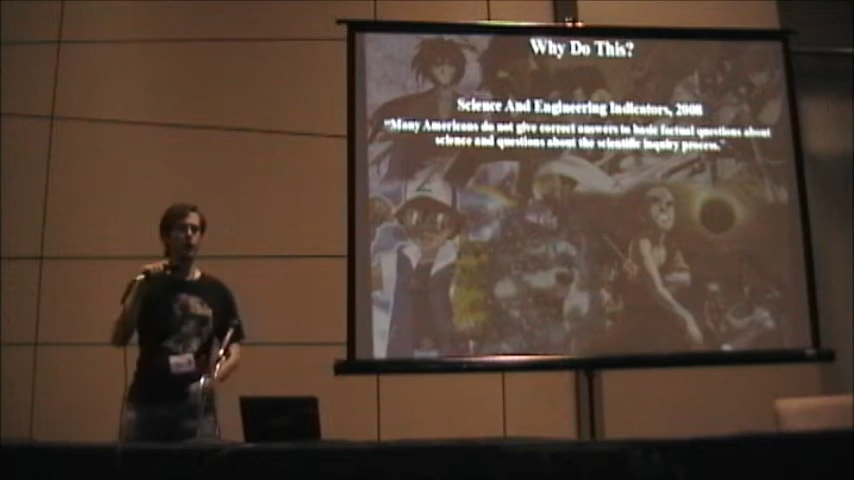 Why Do This?
Science And Engineering Indicators, 2008
"Many Americans do not give correct answers to basic factual questions about
science and questions about the scientific inquiry process."